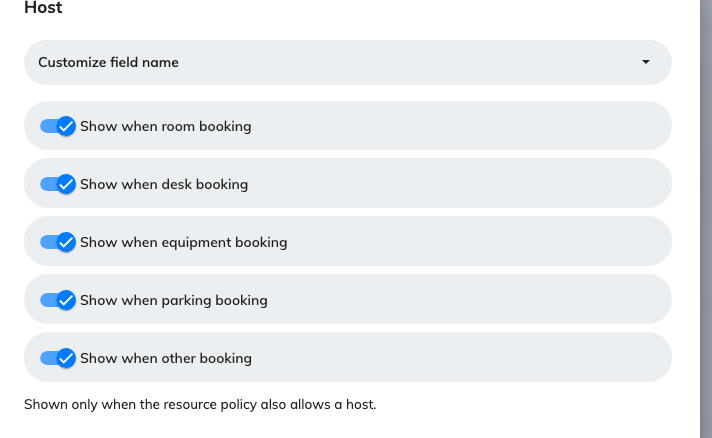 Host
Customize field name
Show when room booking
Show when desk booking
Show when equipment booking
Show when parking booking
Show when other booking
Shown only when the resource policy also allows a host.